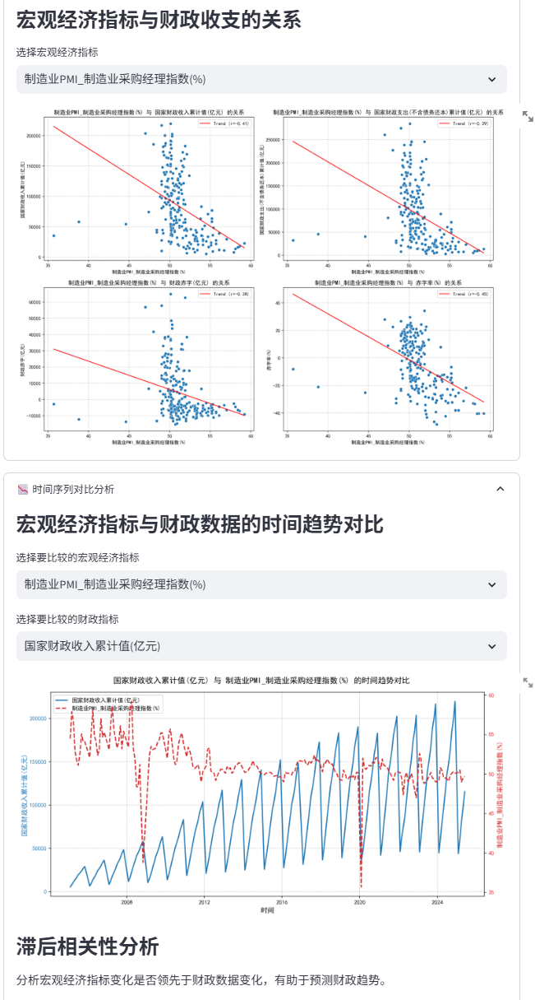 宏观经济指标与财政收支的关系
选择宏观经济指标
制造业PMI_制造业采购经理指数(%)
制造业PMI_制造业采购经理指数(%) 与 国家财政收入累计值(亿元) 的关系
Trend (r=-0.41)
国家财政收入累计值(亿元)
200000
150000
100000
50000
0
35 40 45 50 55 60
制造业PMI_制造业采购经理指数(%)
制造业PMI_制造业采购经理指数(%) 与 国家财政支出(不含债务还本)累计值(亿元) 的关系
Trend (r=-0.39)
国家财政支出(不含债务还本)累计值(亿元)
250000
200000
150000
100000
50000
0
35 40 45 50 55 60
制造业PMI_制造业采购经理指数(%)
制造业PMI_制造业采购经理指数(%) 与 财政赤字(亿元) 的关系
Trend (r=-0.28)
财政赤字(亿元)
60000
50000
40000
30000
20000
10000
0
-10000
35 40 45 50 55 60
制造业PMI_制造业采购经理指数(%)
制造业PMI_制造业采购经理指数(%) 与 赤字率(%) 的关系
Trend (r=-0.45)
赤字率(%)
40
20
0
-20
-40
35 40 45 50 55 60
制造业PMI_制造业采购经理指数(%)
时间序列对比分析
宏观经济指标与财政数据的时间趋势对比
选择要比较的宏观经济指标
制造业PMI_制造业采购经理指数(%)
选择要比较的财政指标
国家财政收入累计值(亿元)
国家财政收入累计值(亿元) 与 制造业PMI_制造业采购经理指数(%) 的时间趋势对比
国家财政收入累计值(亿元)
制造业PMI_制造业采购经理指数(%)
国家财政收入累计值(亿元)
200000
150000
100000
50000
0
60
55
50
45
40
35
制造业PMI_制造业采购经理指数(%)
2008 2012 2016 2020 2024
时间
滞后相关性分析
分析宏观经济指标变化是否领先于财政数据变化，有助于预测财政趋势。